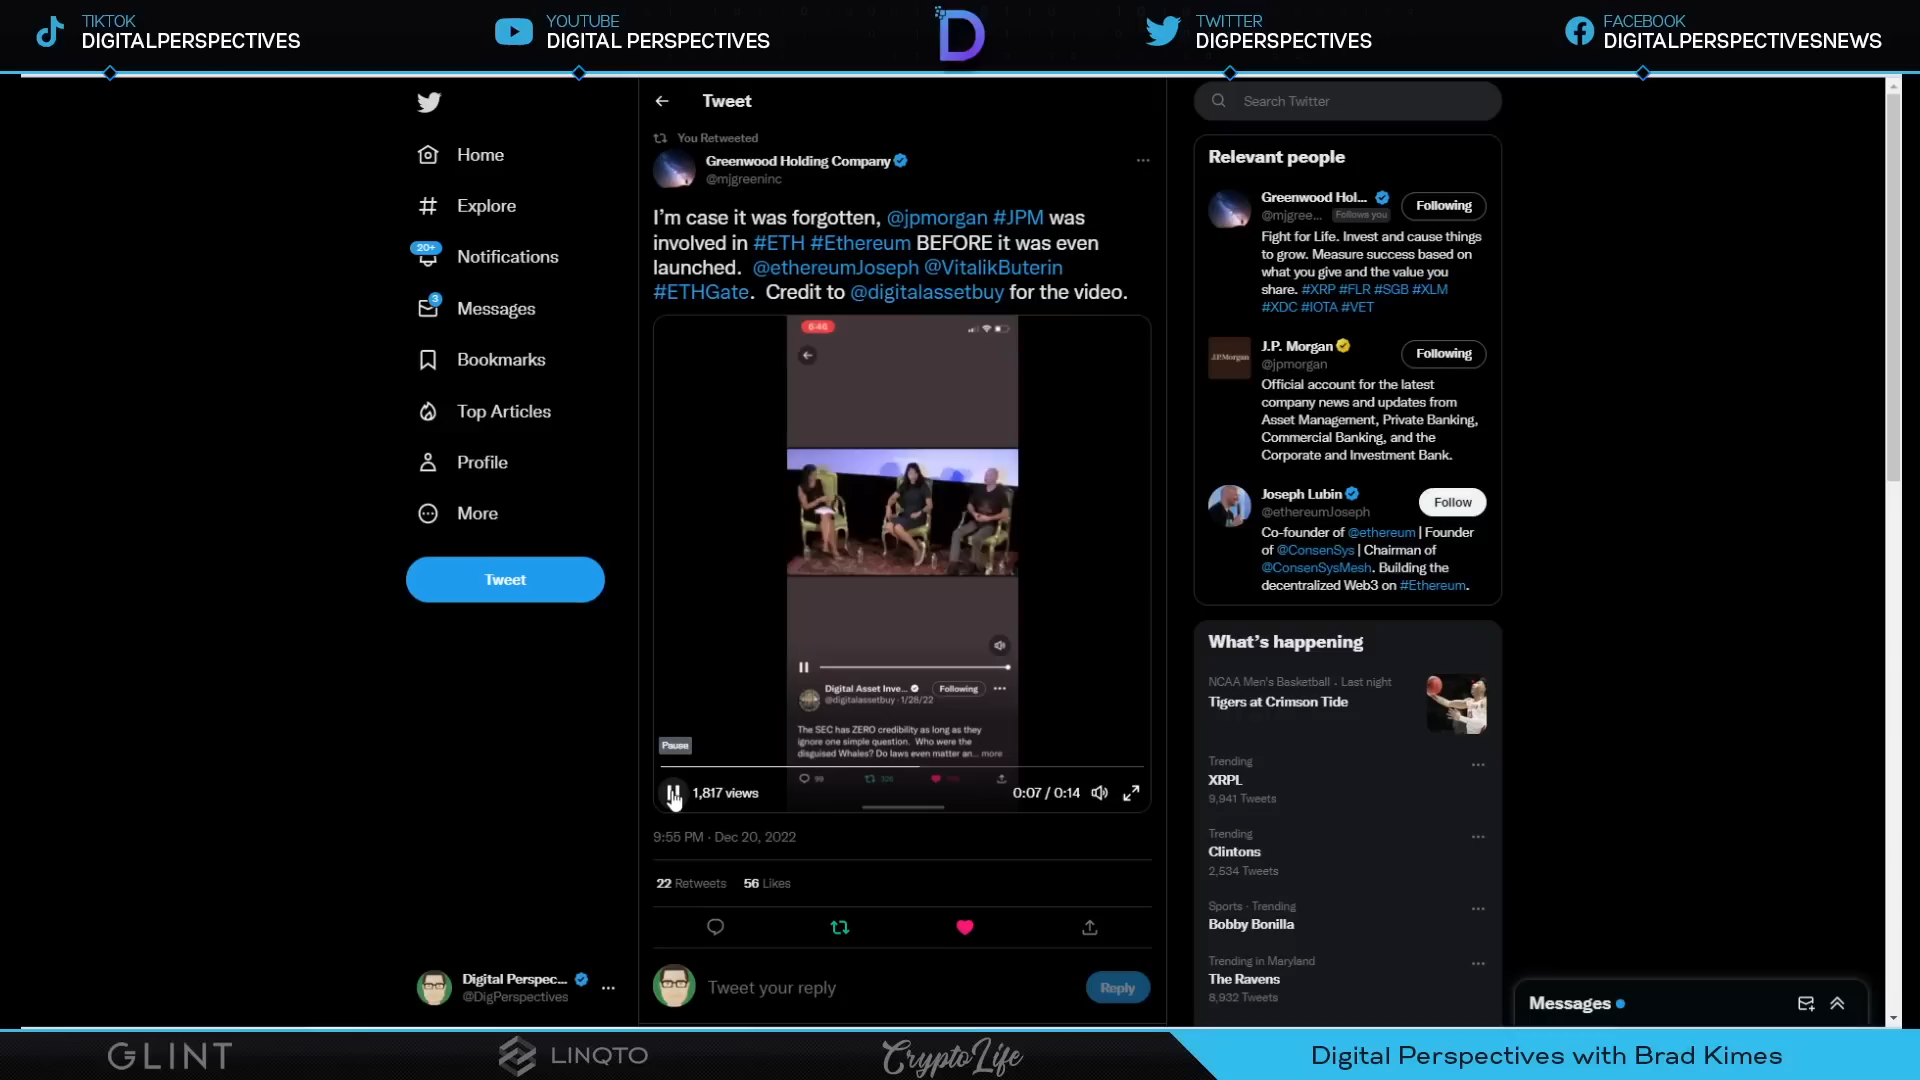 TIKTOK
DIGITALPERSPECTIVES
YOUTUBE
DIGITAL PERSPECTIVES
D
TWITTER
DIGPERSPECTIVES
FACEBOOK
DIGITALPERSPECTIVESNEWS
Home
Explore
20+
Notifications
3
Messages
Bookmarks
Top Articles
Profile
More
Tweet
Digital Perspec...
@DigPerspectives
Tweet
You Retweeted
Greenwood Holding Company
@mjgreeninc
I'm case it was forgotten, @jpmorgan #JPM was
involved in #ETH #Ethereum BEFORE it was even
launched. @ethereumJoseph @VitalikButerin
#ETHGate. Credit to @digitalassetbuy for the video.
6:46
Digital Asset Inve...
Following
@digitalassetbuy · 1/28/22
The SEC has ZERO credibility as long as they
ignore one simple question. Who were the
disguised Whales? Do laws even matter an... more
99
Pause
1,817 views
0:07 / 0:14
9:55 PM · Dec 20, 2022
22 Retweets 56 Likes
Tweet your reply
Reply
Search Twitter
Relevant people
Greenwood Hol...
@mjgree... Follows you
Following
Fight for Life. Invest and cause things
to grow. Measure success based on
what you give and the value you
share. #XRP #FLR #SGB #XLM
#XDC #IOTA #VET
J.P.Morgan
J.P. Morgan
@jpmorgan
Following
Official account for the latest
company news and updates from
Asset Management, Private Banking,
Commercial Banking, and the
Corporate and Investment Bank.
Joseph Lubin
@ethereumJoseph
Follow
Co-founder of @ethereum | Founder
of @ConsenSys | Chairman of
@ConsenSysMesh. Building the
decentralized Web3 on #Ethereum.
What's happening
NCAA Men's Basketball · Last night
Tigers at Crimson Tide
Trending
XRPL
9,941 Tweets
Trending
Clintons
2,534 Tweets
Sports · Trending
Bobby Bonilla
Trending in Maryland
The Ravens
8,932 Tweets
Messages
GLINT
LINQTO
CryptoLife
Digital Perspectives with Brad Kimes